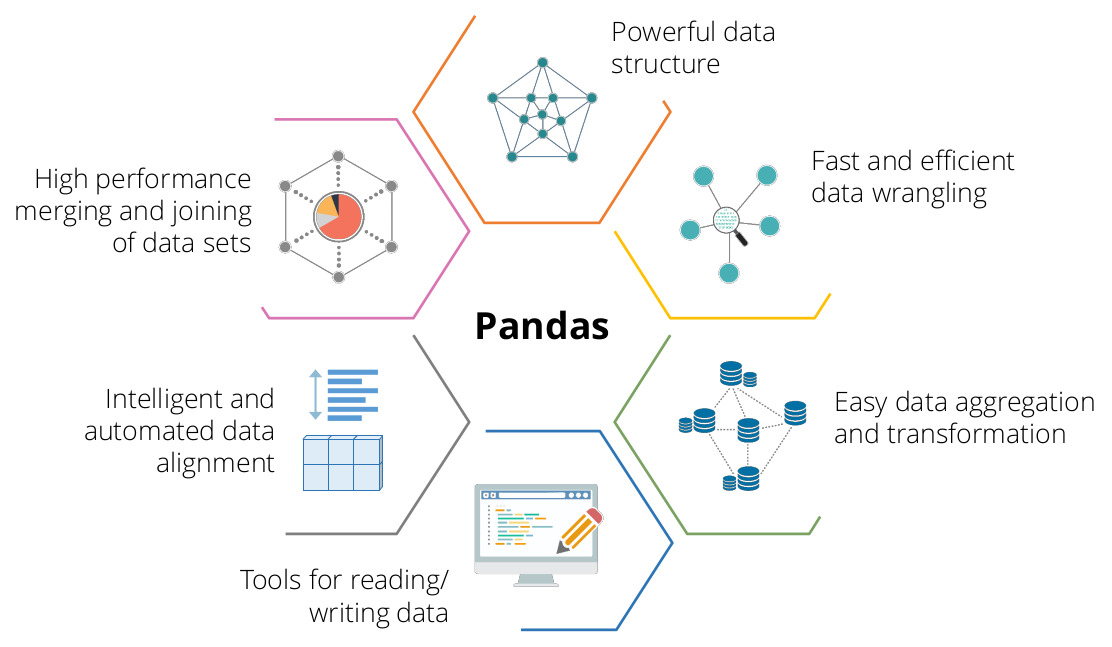 Powerful data
structure
Fast and efficient
data wrangling
High performance
merging and joining
of data sets
Pandas
Intelligent and
automated data
alignment
Easy data aggregation
and transformation
Tools for reading/
writing data